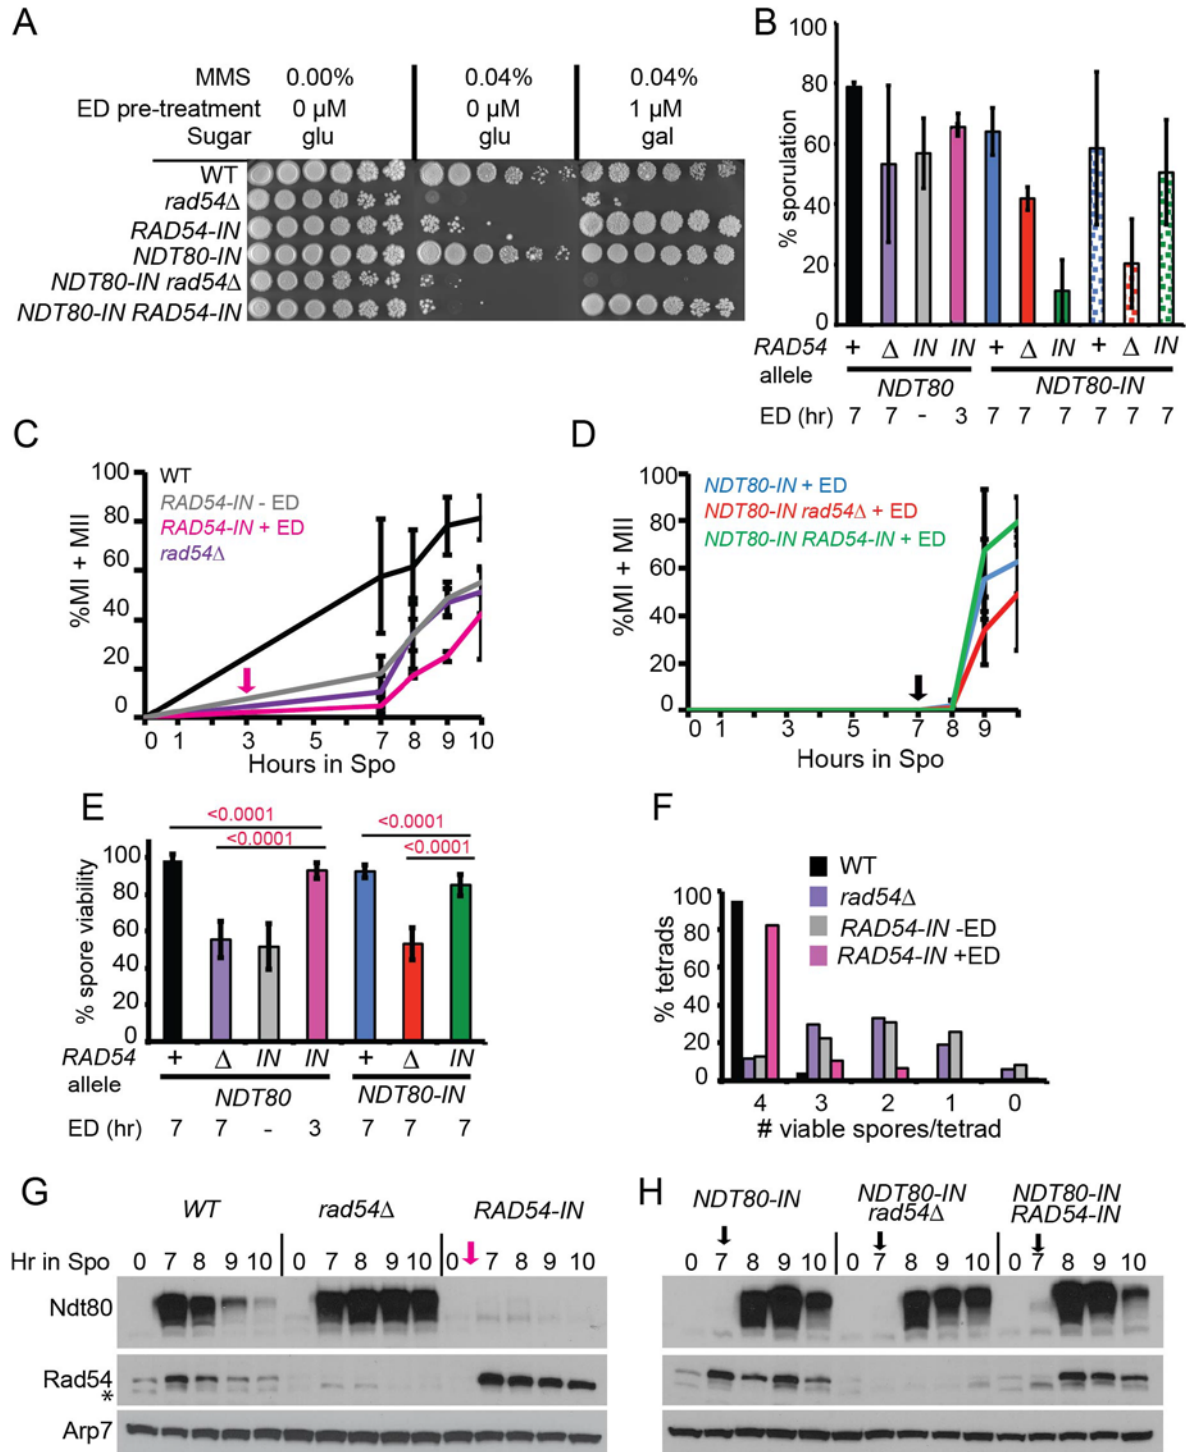 A
MMS 0.00% 0.04% 0.04%
ED pre-treatment 0 µM 0 µM 1 µM
Sugar glu glu gal
WT
rad54Δ
RAD54-IN
NDT80-IN
NDT80-IN rad54Δ
NDT80-IN RAD54-IN
B
100
80
60
40
20
0
% sporulation
RAD54 + Δ IN IN + Δ IN + Δ IN
allele
NDT80 NDT80-IN
ED (hr) 7 7 - 3 7 7 7 7 7 7
C
100
80
60
40
20
0
%MI + MII
WT
RAD54-IN - ED
RAD54-IN + ED
rad54Δ
0 1 3 5 7 8 9 10
Hours in Spo
D
100
80
60
40
20
0
%MI + MII
NDT80-IN + ED
NDT80-IN rad54Δ + ED
NDT80-IN RAD54-IN + ED
0 1 3 5 7 8 9
Hours in Spo
E
<0.0001 <0.0001
<0.0001 <0.0001
100
80
60
40
20
0
% spore viability
RAD54 + Δ IN IN + Δ IN
allele
NDT80 NDT80-IN
ED (hr) 7 7 - 3 7 7 7
F
WT
rad54Δ
RAD54-IN -ED
RAD54-IN +ED
100
80
60
40
20
0
% tetrads
4 3 2 1 0
# viable spores/tetrad
G
WT rad54Δ RAD54-IN
Hr in Spo 0 7 8 9 10 0 7 8 9 10 0 7 8 9 10
Ndt80
Rad54
*
Arp7
H
NDT80-IN NDT80-IN rad54Δ NDT80-IN RAD54-IN
0 7 8 9 10 0 7 8 9 10 0 7 8 9 10